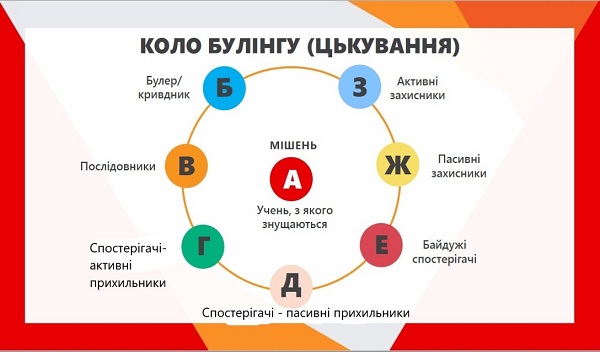 КОЛО БУЛІНГУ (ЦЬКУВАННЯ)
Б
Булер/
кривдник
З
Активні
захисники
В
Послідовники
МІШЕНЬ
А
Учень, з якого
знущаються
Ж
Пасивні
захисники
Г
Спостерігачі-
активні
прихильники
Е
Байдужі
спостерігачі
Д
Спостерігачі - пасивні прихильники